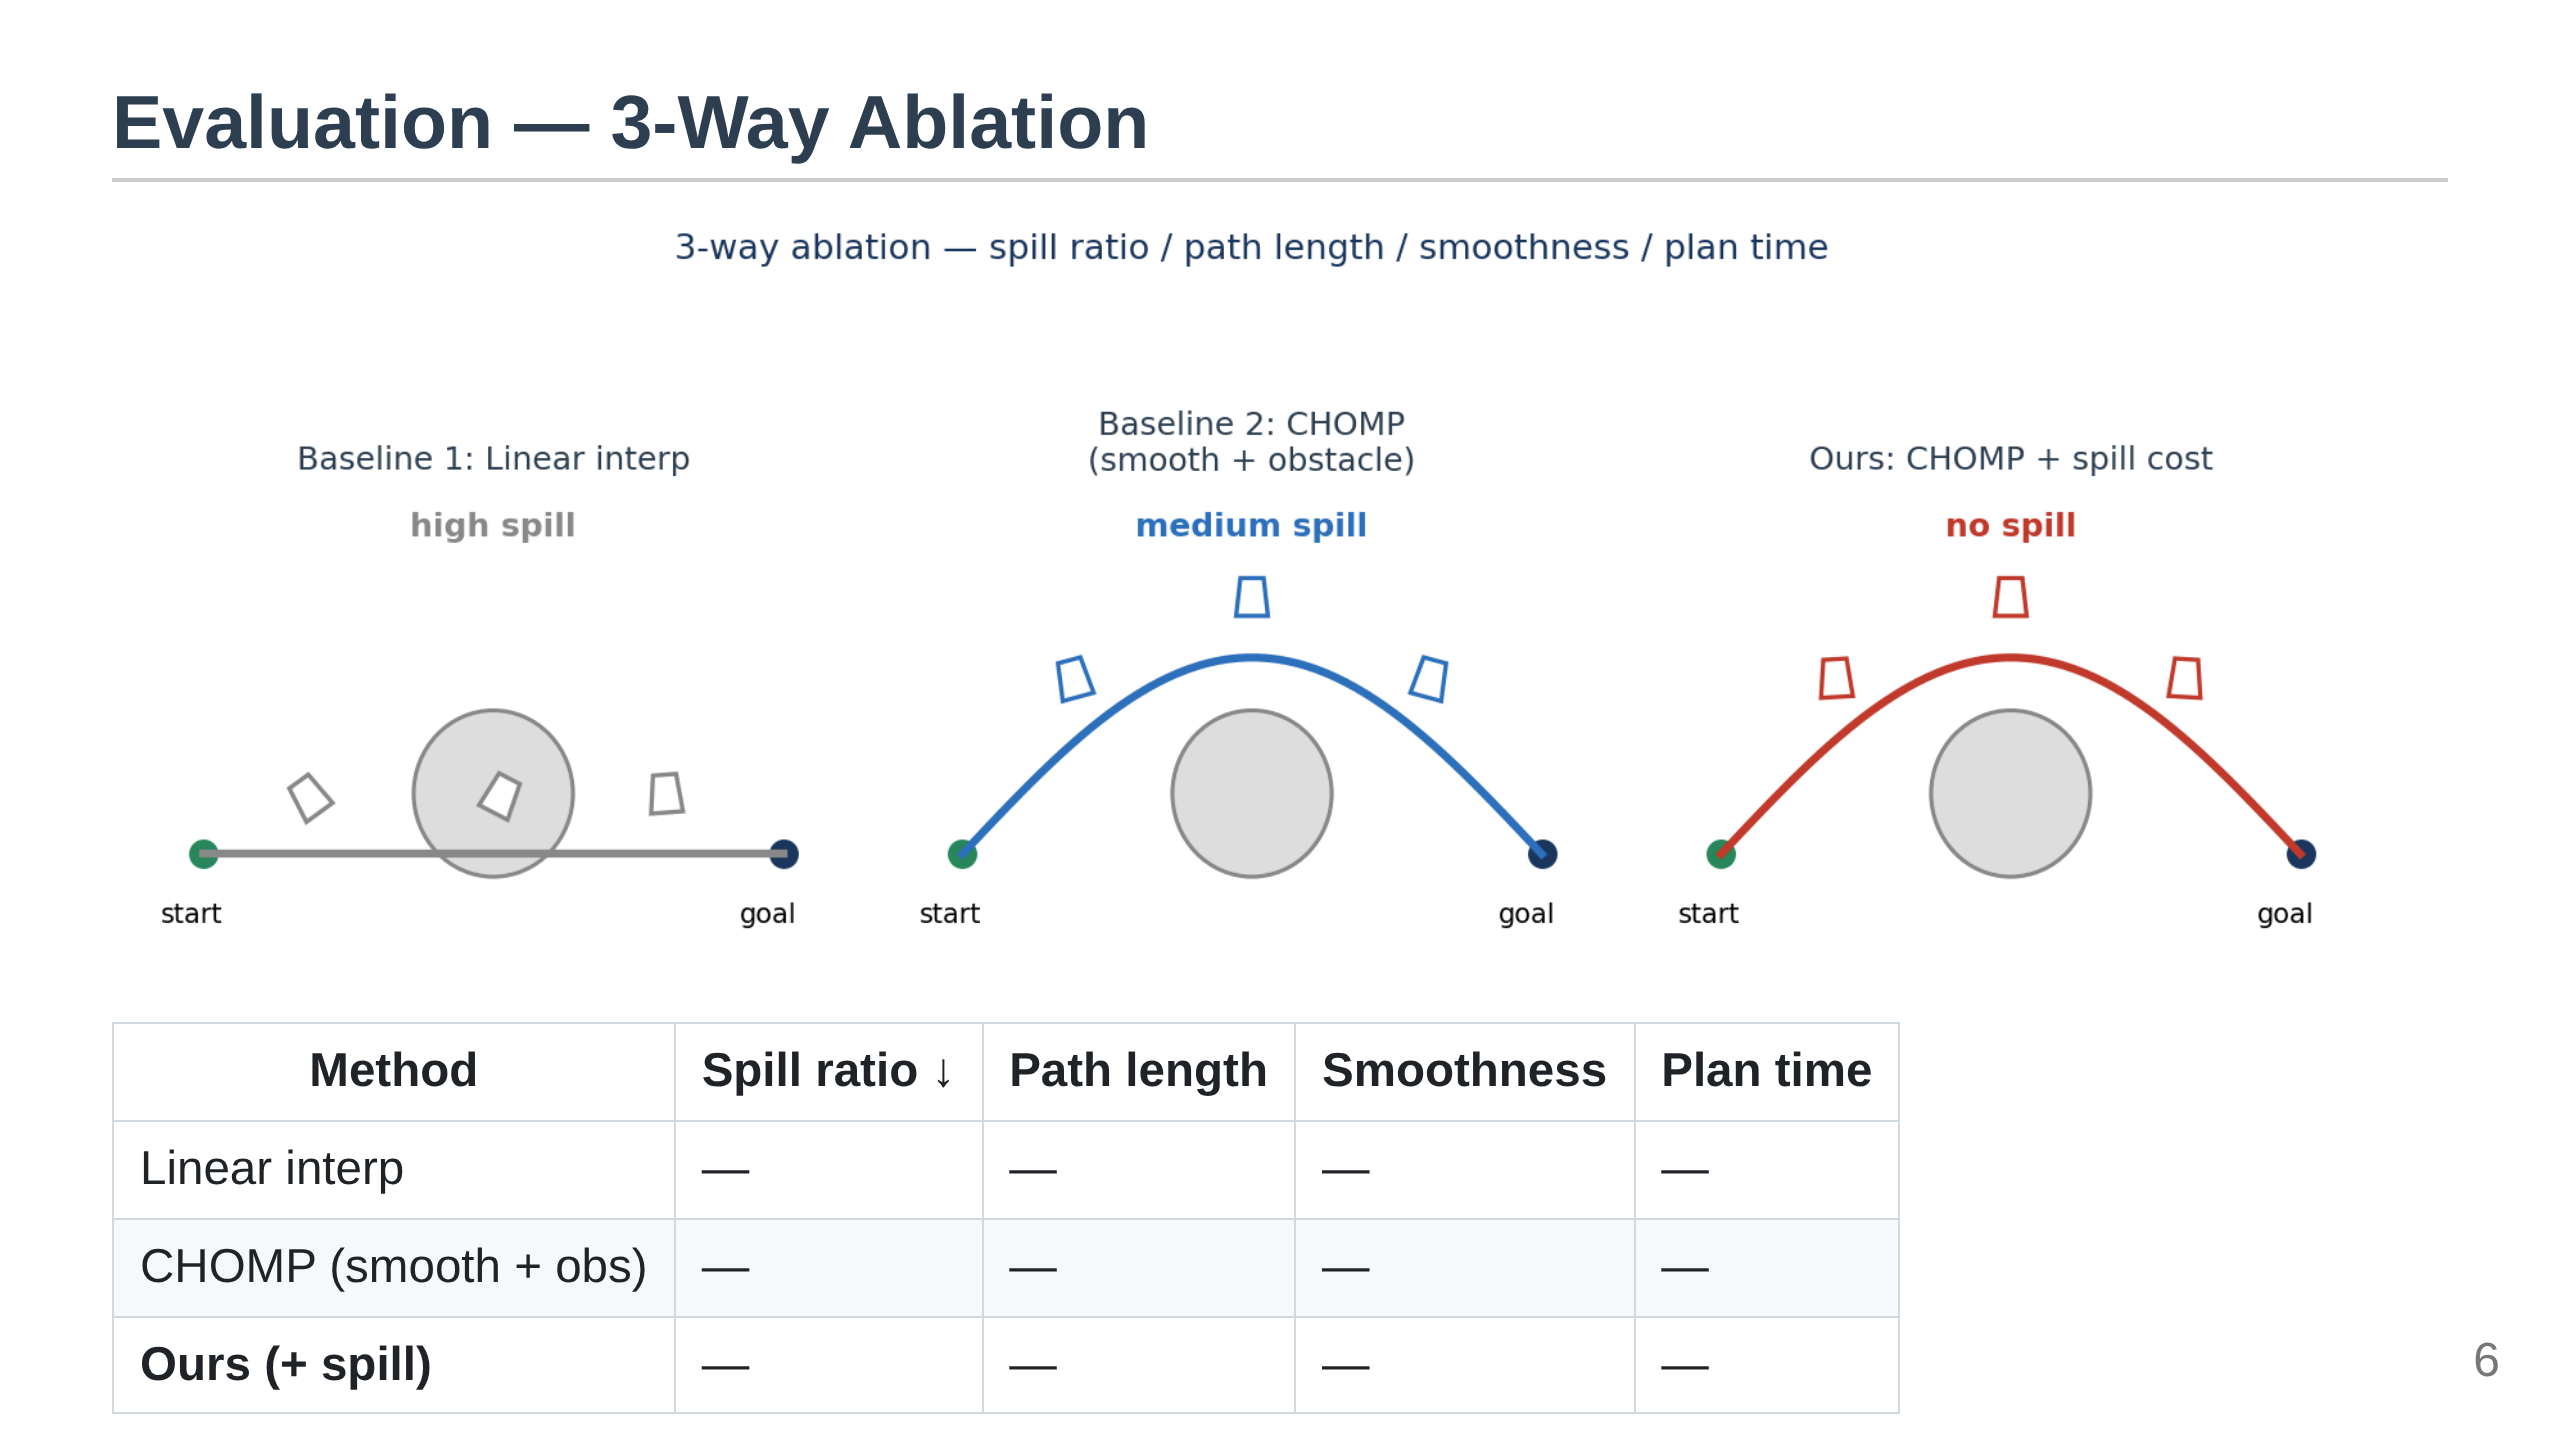 Evaluation — 3-Way Ablation
3-way ablation — spill ratio / path length / smoothness / plan time
Baseline 1: Linear interp
high spill
start
goal
Baseline 2: CHOMP
(smooth + obstacle)
medium spill
start
goal
Ours: CHOMP + spill cost
no spill
start
goal
Method Spill ratio ↓ Path length Smoothness Plan time
Linear interp — — — —
CHOMP (smooth + obs) — — — —
Ours (+ spill) — — — —
6